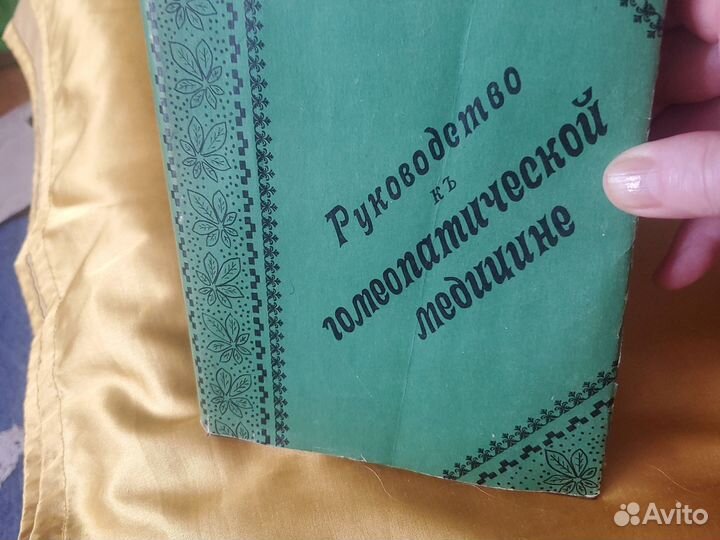 Руководство
къ
гомеопатической
медицине
Avito